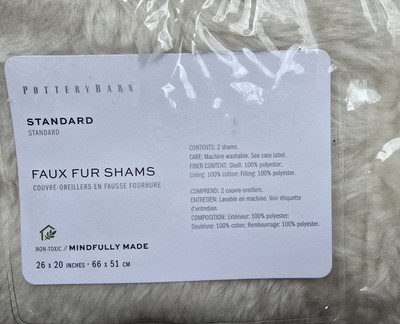 POTTERY BARN
STANDARD
STANDARD
FAUX FUR SHAMS
COUVRE-OREILLERS EN FAUSSE FOURRURE
NON-TOXIC // MINDFULLY MADE
26 x 20 INCHES · 66 x 51 CM
CONTENTS: 2 shams.
CARE: Machine washable. See care label.
FIBER CONTENT: Shell: 100% polyester;
Lining: 100% cotton; Filling: 100% polyester.
COMPREND: 2 couvre-oreillers.
ENTREDIEN: Lavable en machine. Voir étiquette
d'entretien.
COMPOSITION: Extérieur: 100% polyester;
Doublure: 100% coton; Rembourrage: 100% polyester.